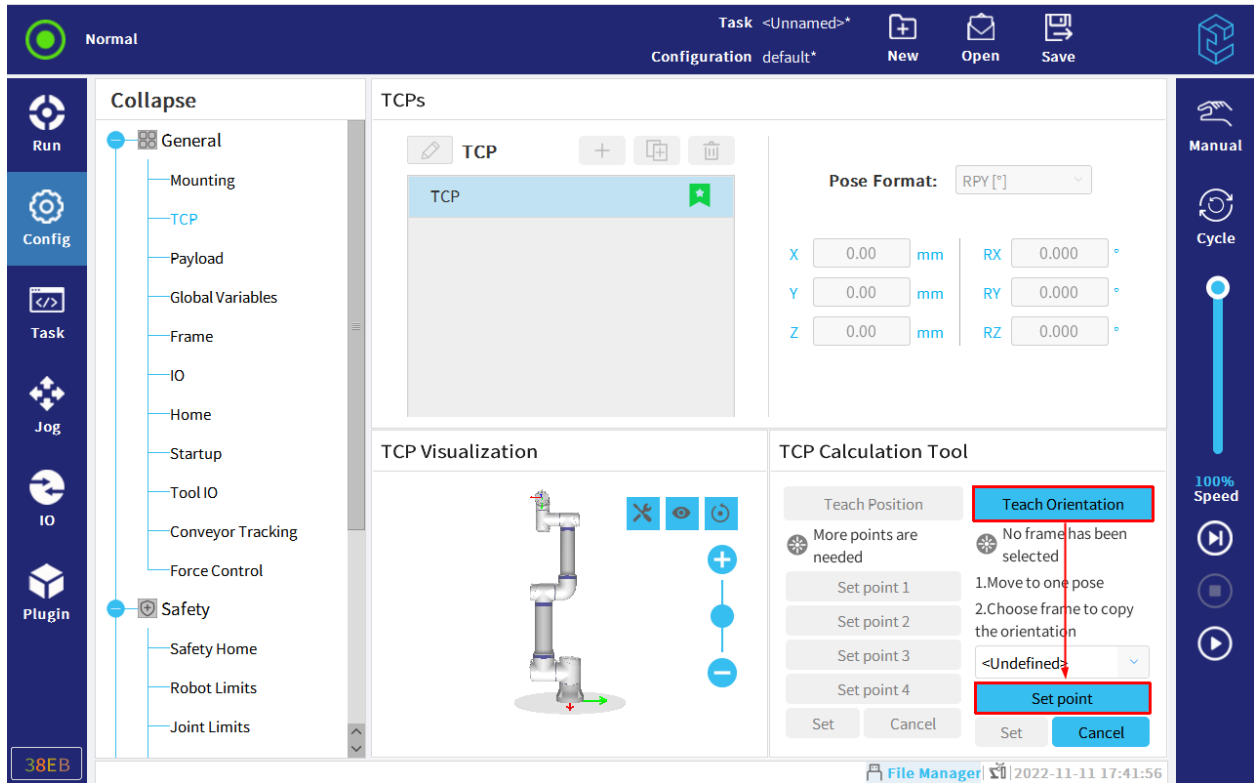 Normal
Task <Unnamed>*
Configuration default*
New
Open
Save
Run
Config
Task
Jog
IO
Plugin
38EB
Collapse
General
Mounting
TCP
Payload
Global Variables
Frame
IO
Home
Startup
Tool IO
Conveyor Tracking
Force Control
Safety
Safety Home
Robot Limits
Joint Limits
TCPs
TCP
TCP
Pose Format: RPY [°]
X 0.00 mm RX 0.000 °
Y 0.00 mm RY 0.000 °
Z 0.00 mm RZ 0.000 °
TCP Visualization
TCP Calculation Tool
Teach Position
More points are
needed
Set point 1
Set point 2
Set point 3
Set point 4
Set Cancel
Teach Orientation
No frame has been
selected
1.Move to one pose
2.Choose frame to copy
the orientation
<Undefined>
Set point
Set Cancel
Manual
Cycle
100%
Speed
File Manager 2022-11-11 17:41:56